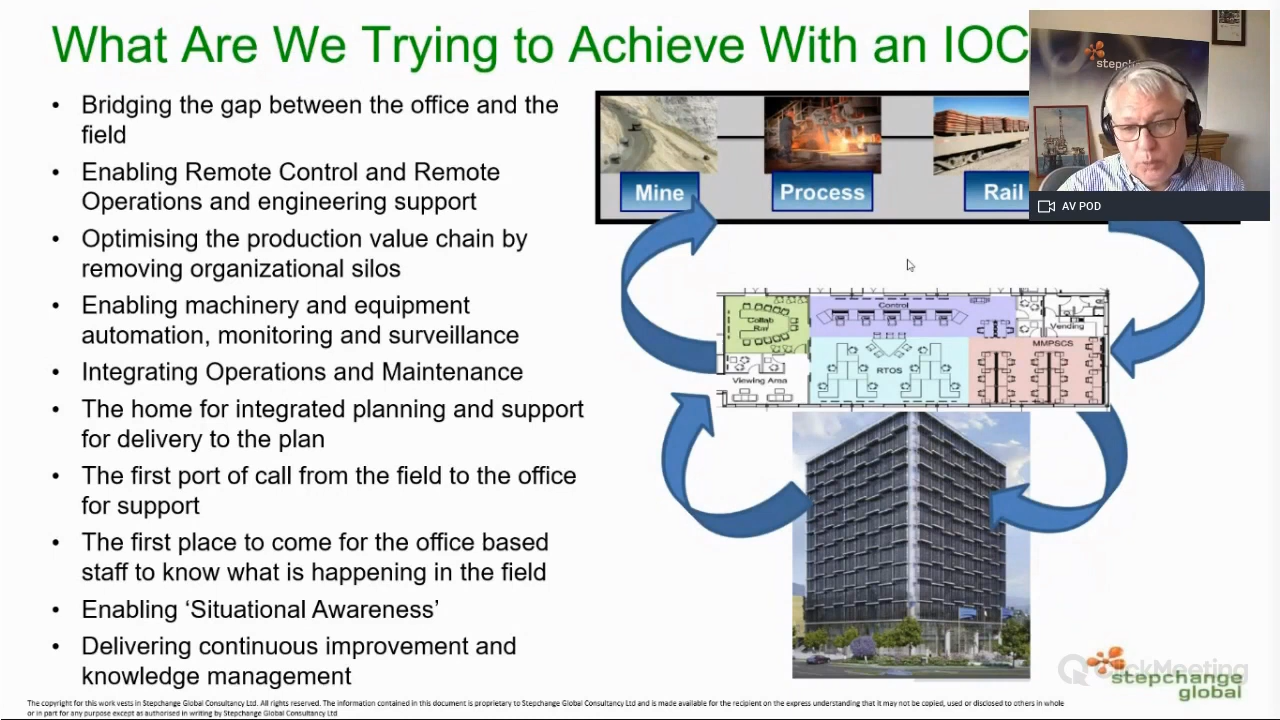 What Are We Trying to Achieve With an IOC
stepch
• Bridging the gap between the office and the
field
• Enabling Remote Control and Remote
Operations and engineering support
• Optimising the production value chain by
removing organizational silos
• Enabling machinery and equipment
automation, monitoring and surveillance
• Integrating Operations and Maintenance
• The home for integrated planning and support
for delivery to the plan
• The first port of call from the field to the office
for support
• The first place to come for the office based
staff to know what is happening in the field
• Enabling ‘Situational Awareness’
• Delivering continuous improvement and
knowledge management
Mine
Process
Rail
AV POD
Control
Collab
Vending
MMPSCS
RTOS
Viewing Area
ClickMeeting
stepchange
global
The copyright for this work vests in Stepchange Global Consultancy Ltd. All rights reserved. The information contained in this document is proprietary to Stepchange Global Consultancy Ltd and is made available for the recipient on the express understanding that it may not be copied, used or disclosed to others in whole
or in part for any purpose except as authorised in writing by Stepchange Global Consultancy Ltd